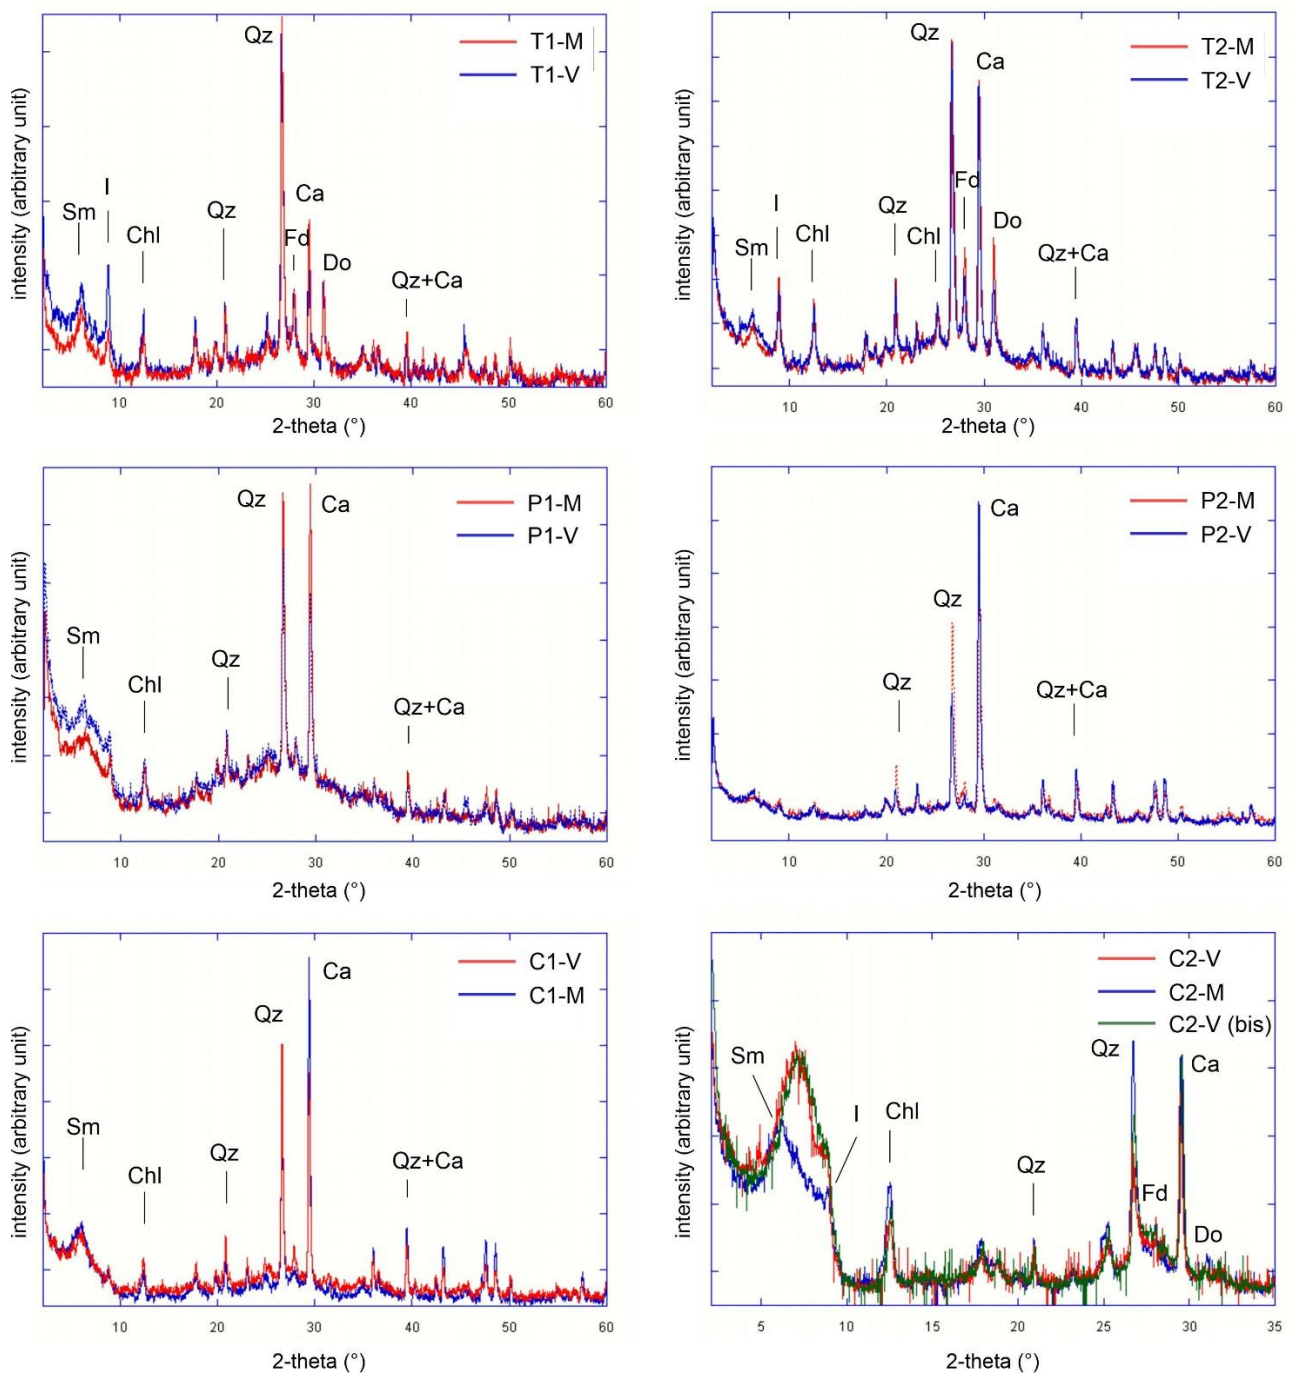 Qz
T1-M
T1-V
I
Sm
Chl
Qz
Fd
Ca
Do
Qz+Ca
intensity (arbitrary unit)
10 20 30 40 50 60
2-theta (°)
Qz
T2-M
T2-V
Ca
I
Sm
Chl
Qz
Chl
Fd
Do
Qz+Ca
intensity (arbitrary unit)
10 20 30 40 50 60
2-theta (°)
Qz
P1-M
P1-V
Ca
Sm
Chl
Qz
Qz+Ca
intensity (arbitrary unit)
10 20 30 40 50 60
2-theta (°)
P2-M
P2-V
Ca
Qz
Qz
Qz+Ca
intensity (arbitrary unit)
10 20 30 40 50 60
2-theta (°)
C1-V
C1-M
Ca
Qz
Sm
Chl
Qz
Qz+Ca
intensity (arbitrary unit)
10 20 30 40 50 60
2-theta (°)
C2-V
C2-M
C2-V (bis)
Sm
Qz
Ca
I
Chl
Qz
Fd
Do
intensity (arbitrary unit)
5 10 15 20 25 30 35
2-theta (°)